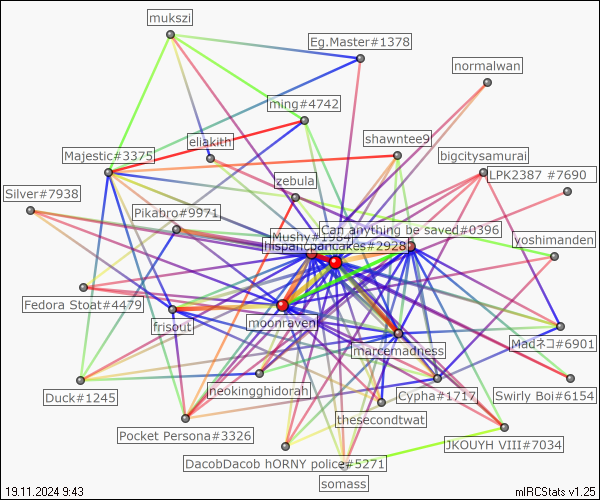 mukszi
Eg.Master#1378
normalwan
ming#4742
eliakith
shawntee9
Majestic#3375
bigcitysamurai
LPK2387 #7690
zebula
Silver#7938
Pikabro#9971
Can anything be saved#0396
Mushy#1984
hispanicpancakes#2928
yoshimanden
Fedora Stoat#4479
moonraven
frisout
marcemadness
Madネコ#6901
neokingghidorah
Duck#1245
Cypha#1717
Swirly Boi#6154
thesecondtwat
Pocket Persona#3326
JKOUYH VIII#7034
DacobDacob hORNY police#5271
somass
19.11.2024 9:43
mIRCStats v1.25